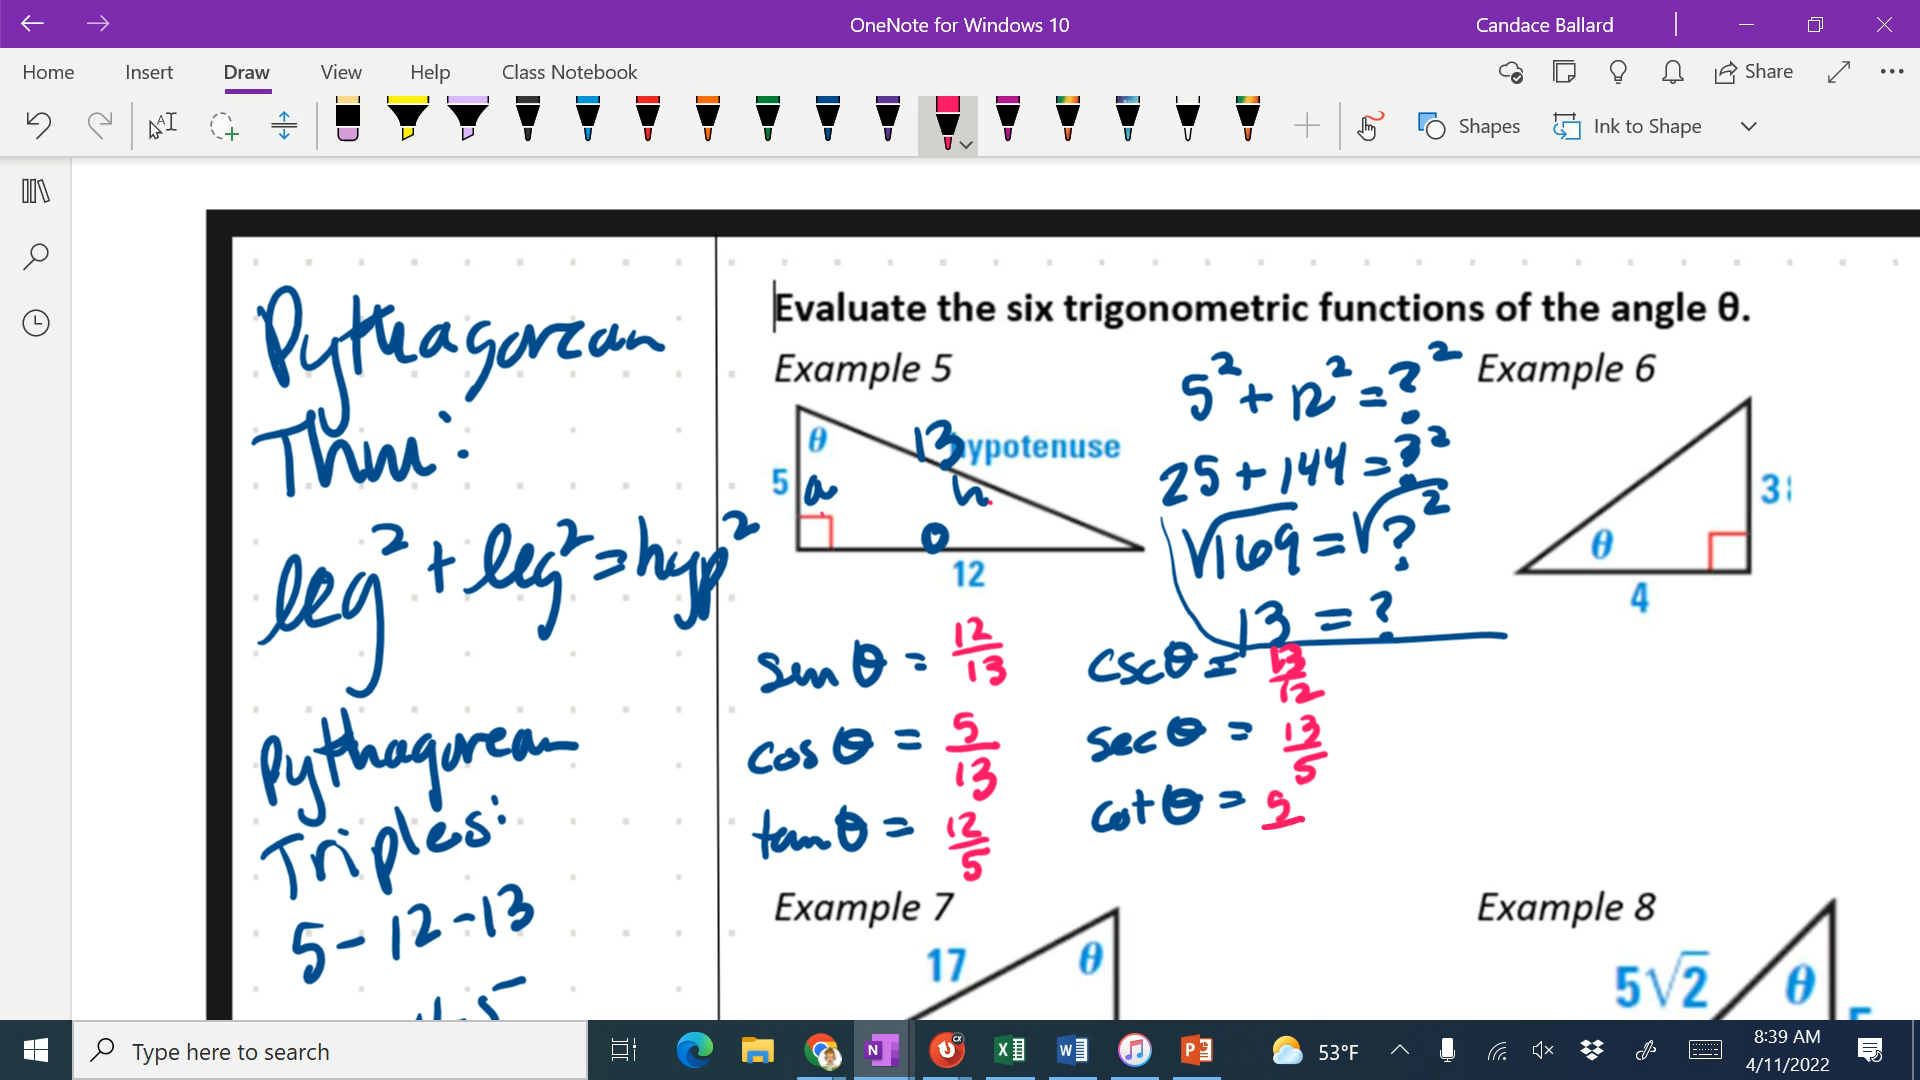 OneNote for Windows 10
Candace Ballard
Home Insert Draw View Help Class Notebook
Share
Shapes Ink to Shape
Pythagorean
Thm:
leg² + leg² = hyp²
Pythagorean
Triples:
5 - 12 - 13
Evaluate the six trigonometric functions of the angle θ.
Example 5
θ
13
hypotenuse
5 a
h
o
12
5² + 12² = ?²
25 + 144 = ?²
√169 = √?²
13 = ?
sin θ = 12/13
csc θ = 13/12
cos θ = 5/13
sec θ = 13/5
tan θ = 12/5
cot θ = 5
Example 6
3
θ
4
Example 7
17
θ
Example 8
5√2
θ
Type here to search
53°F
8:39 AM
4/11/2022